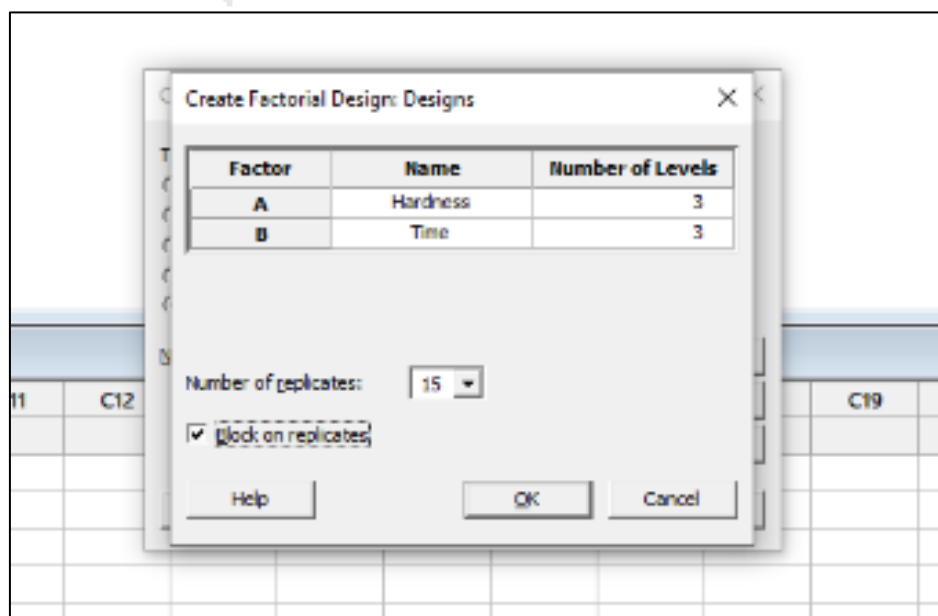 Create Factorial Design: Designs
Factor Name Number of Levels
A Hardness 3
B Time 3
Number of replicates: 15
11 C12 C19
Block on replicates
Help OK Cancel